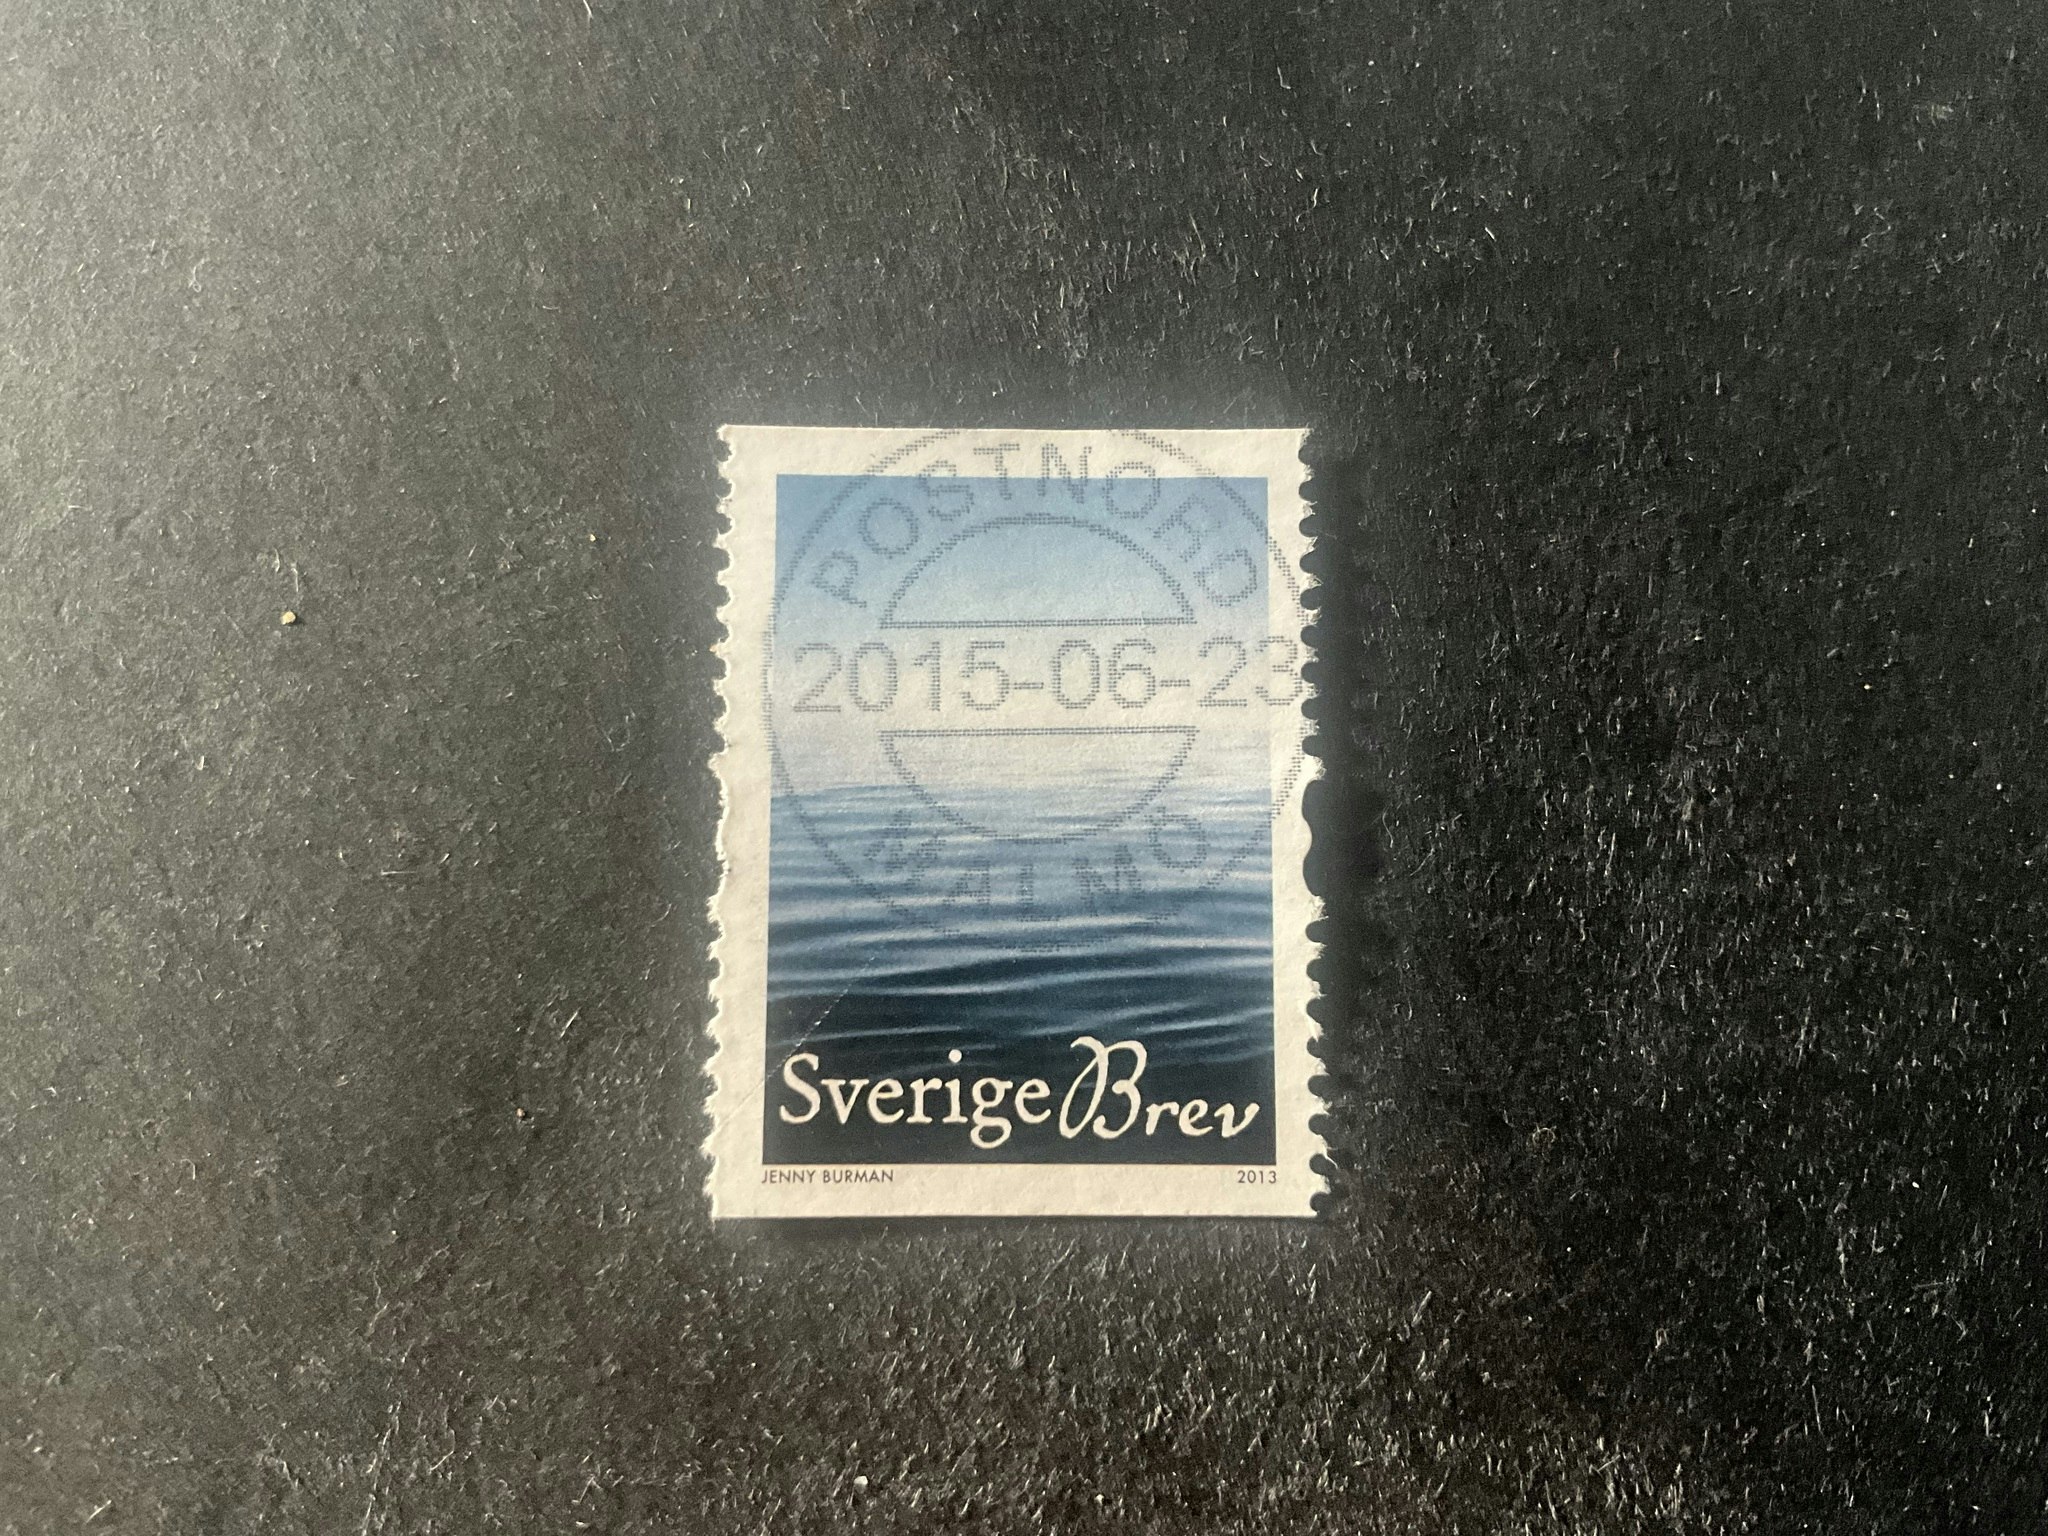 POSTNORD
2015-06-23
MALMÖ
Sverige Brev
JENNY BURMAN 2013